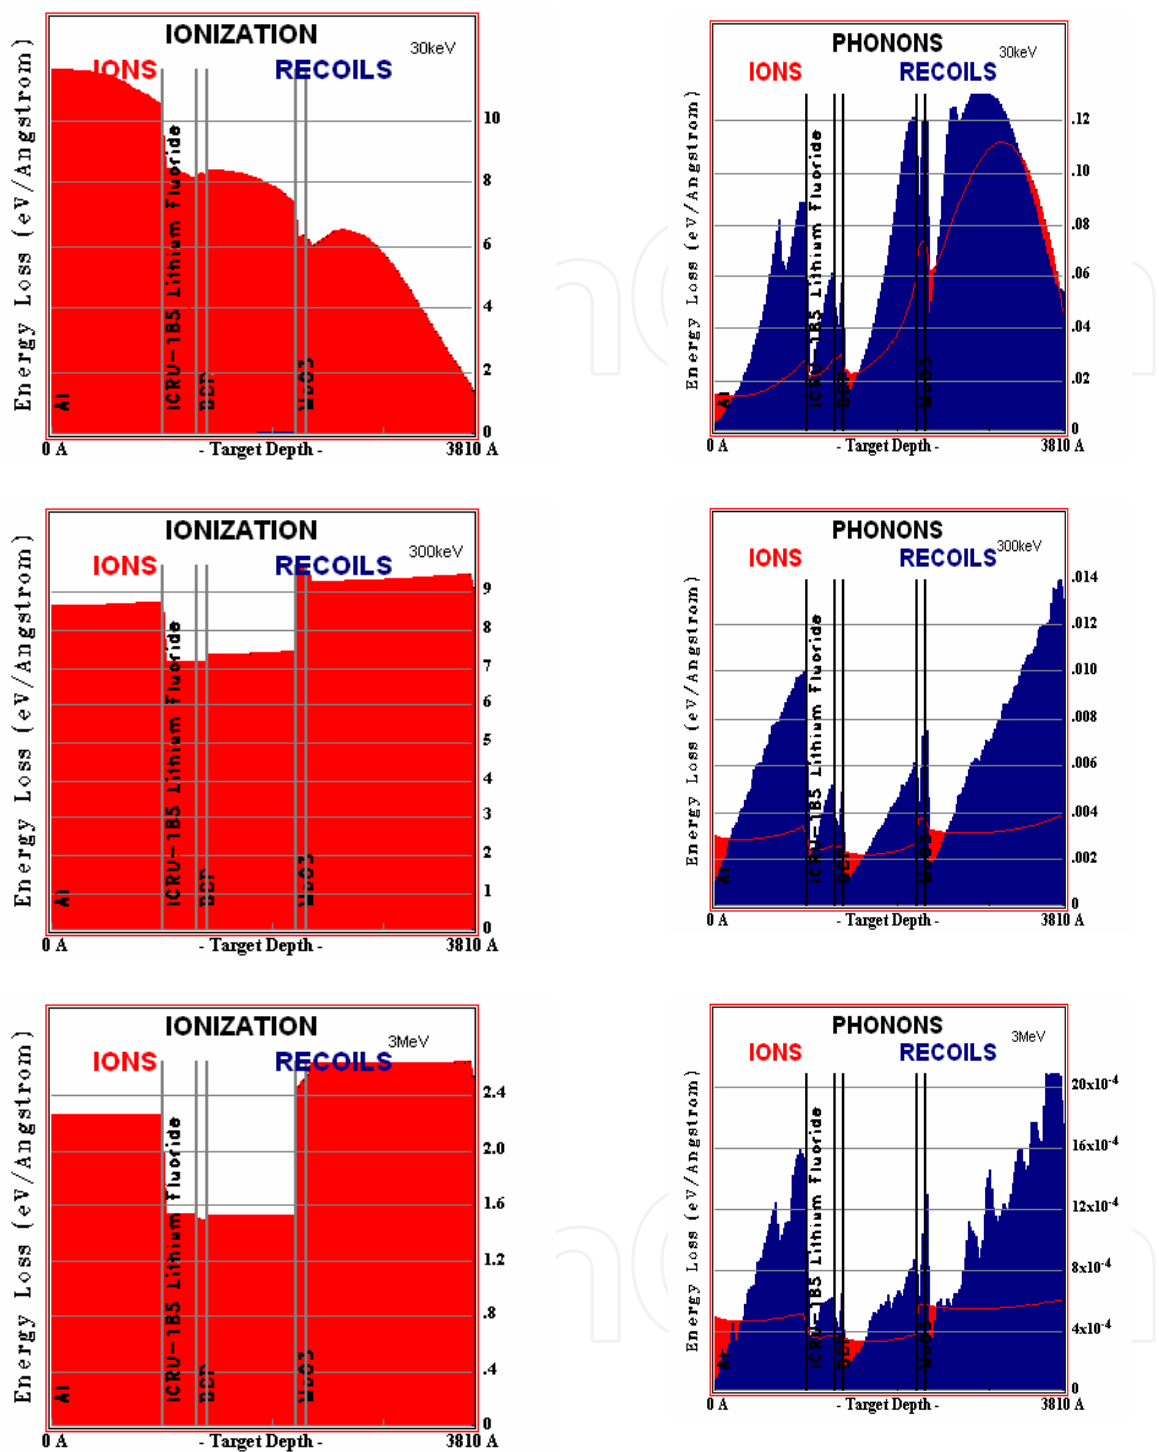 IONIZATION
30keV
IONS RECOILS
Energy Loss (eV/Angstrom)
10
8
6
4
2
0
Al
ICRU-185 Lithium Fluoride
BCP
0 A - Target Depth - 3810 A
PHONONS
30keV
IONS RECOILS
Energy Loss (eV/Angstrom)
.12
.10
.08
.06
.04
.02
0
Al
ICRU-185 Lithium Fluoride
0 A - Target Depth - 3810 A
IONIZATION
300keV
IONS RECOILS
Energy Loss (eV/Angstrom)
9
8
7
6
5
4
3
2
1
0
Al
ICRU-185 Lithium Fluoride
BCP
0 A - Target Depth - 3810 A
PHONONS
300keV
IONS RECOILS
Energy Loss (eV/Angstrom)
.014
.012
.010
.008
.006
.004
.002
0
Al
ICRU-185 Lithium Fluoride
0 A - Target Depth - 3810 A
IONIZATION
3MeV
IONS RECOILS
Energy Loss (eV/Angstrom)
2.4
2.0
1.6
1.2
.8
.4
0
Al
ICRU-185 Lithium Fluoride
BCP
0 A - Target Depth - 3810 A
PHONONS
3MeV
IONS RECOILS
Energy Loss (eV/Angstrom)
20x10⁻⁴
16x10⁻⁴
12x10⁻⁴
8x10⁻⁴
4x10⁻⁴
0
Al
ICRU-185 Lithium Fluoride
0 A - Target Depth - 3810 A